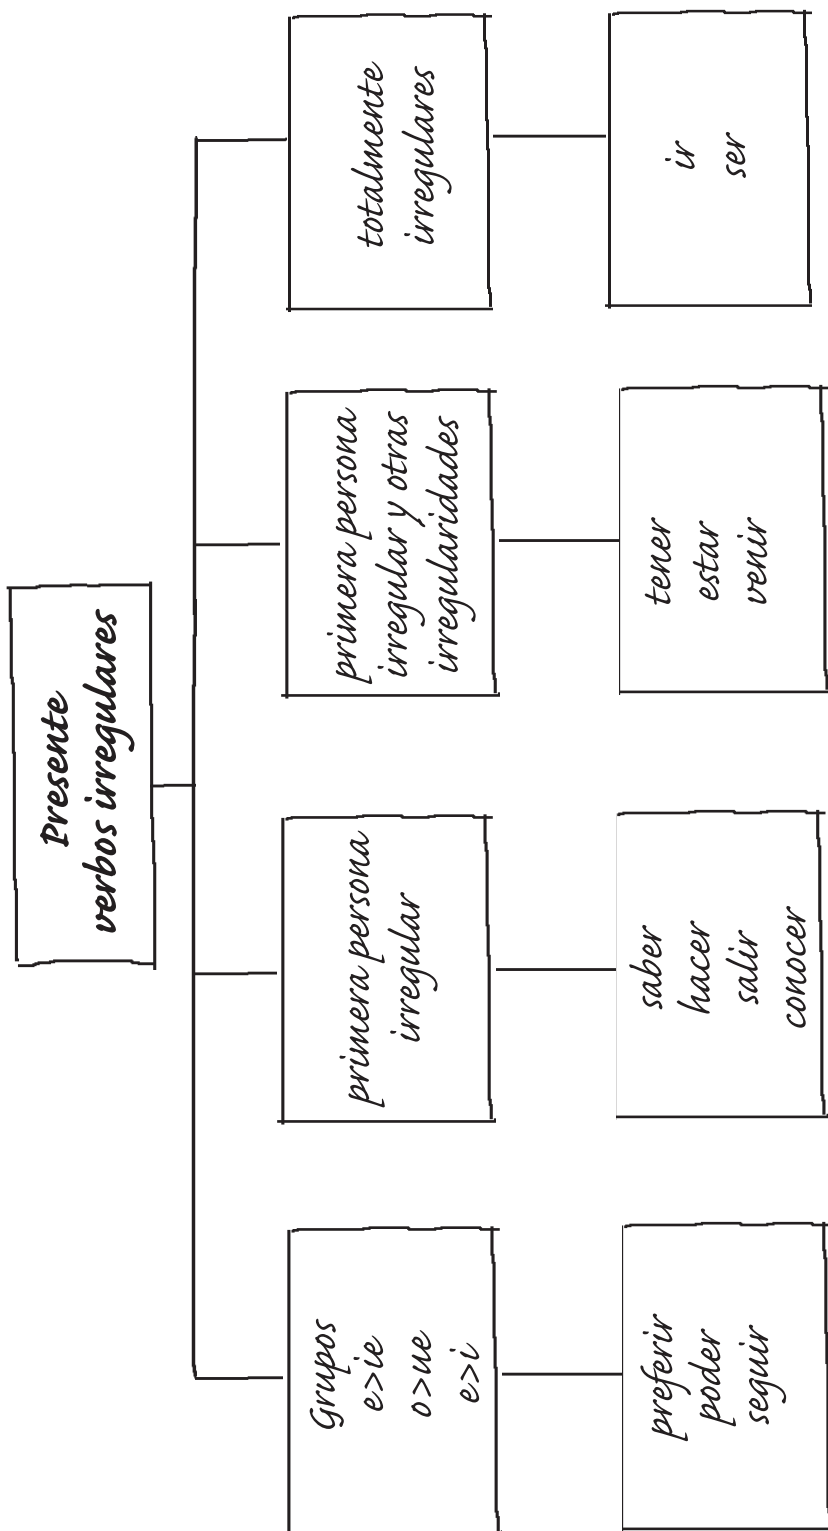 Presente
verbos irregulares
Grupos
e>ie
o>ue
e>i
preferir
poder
seguir
primera persona
irregular
saber
hacer
salir
conocer
primera persona
irregular y otras
irregularidades
tener
estar
venir
totalmente
irregulares
ir
ser